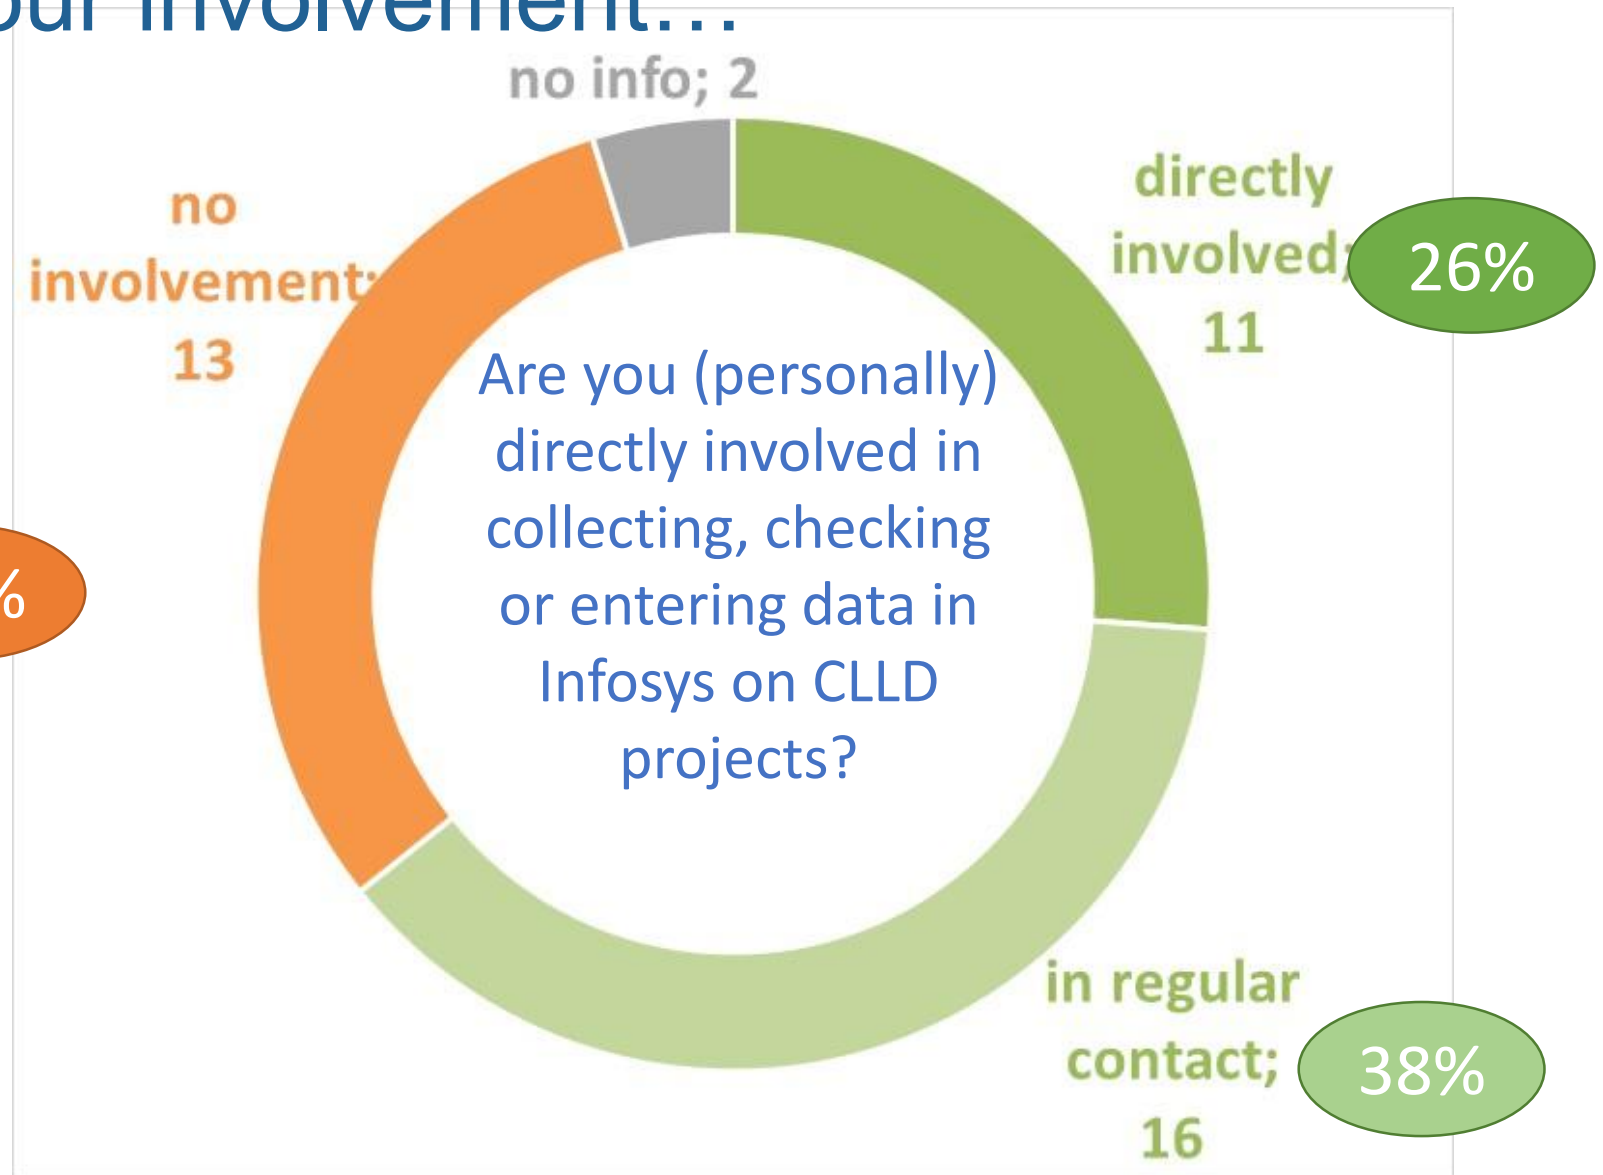 involvement...
no info; 2
directly
involved;
11
26%
no
involvement;
13
Are you (personally)
directly involved in
collecting, checking
or entering data in
Infosys on CLLD
projects?
%
in regular
contact;
16
38%